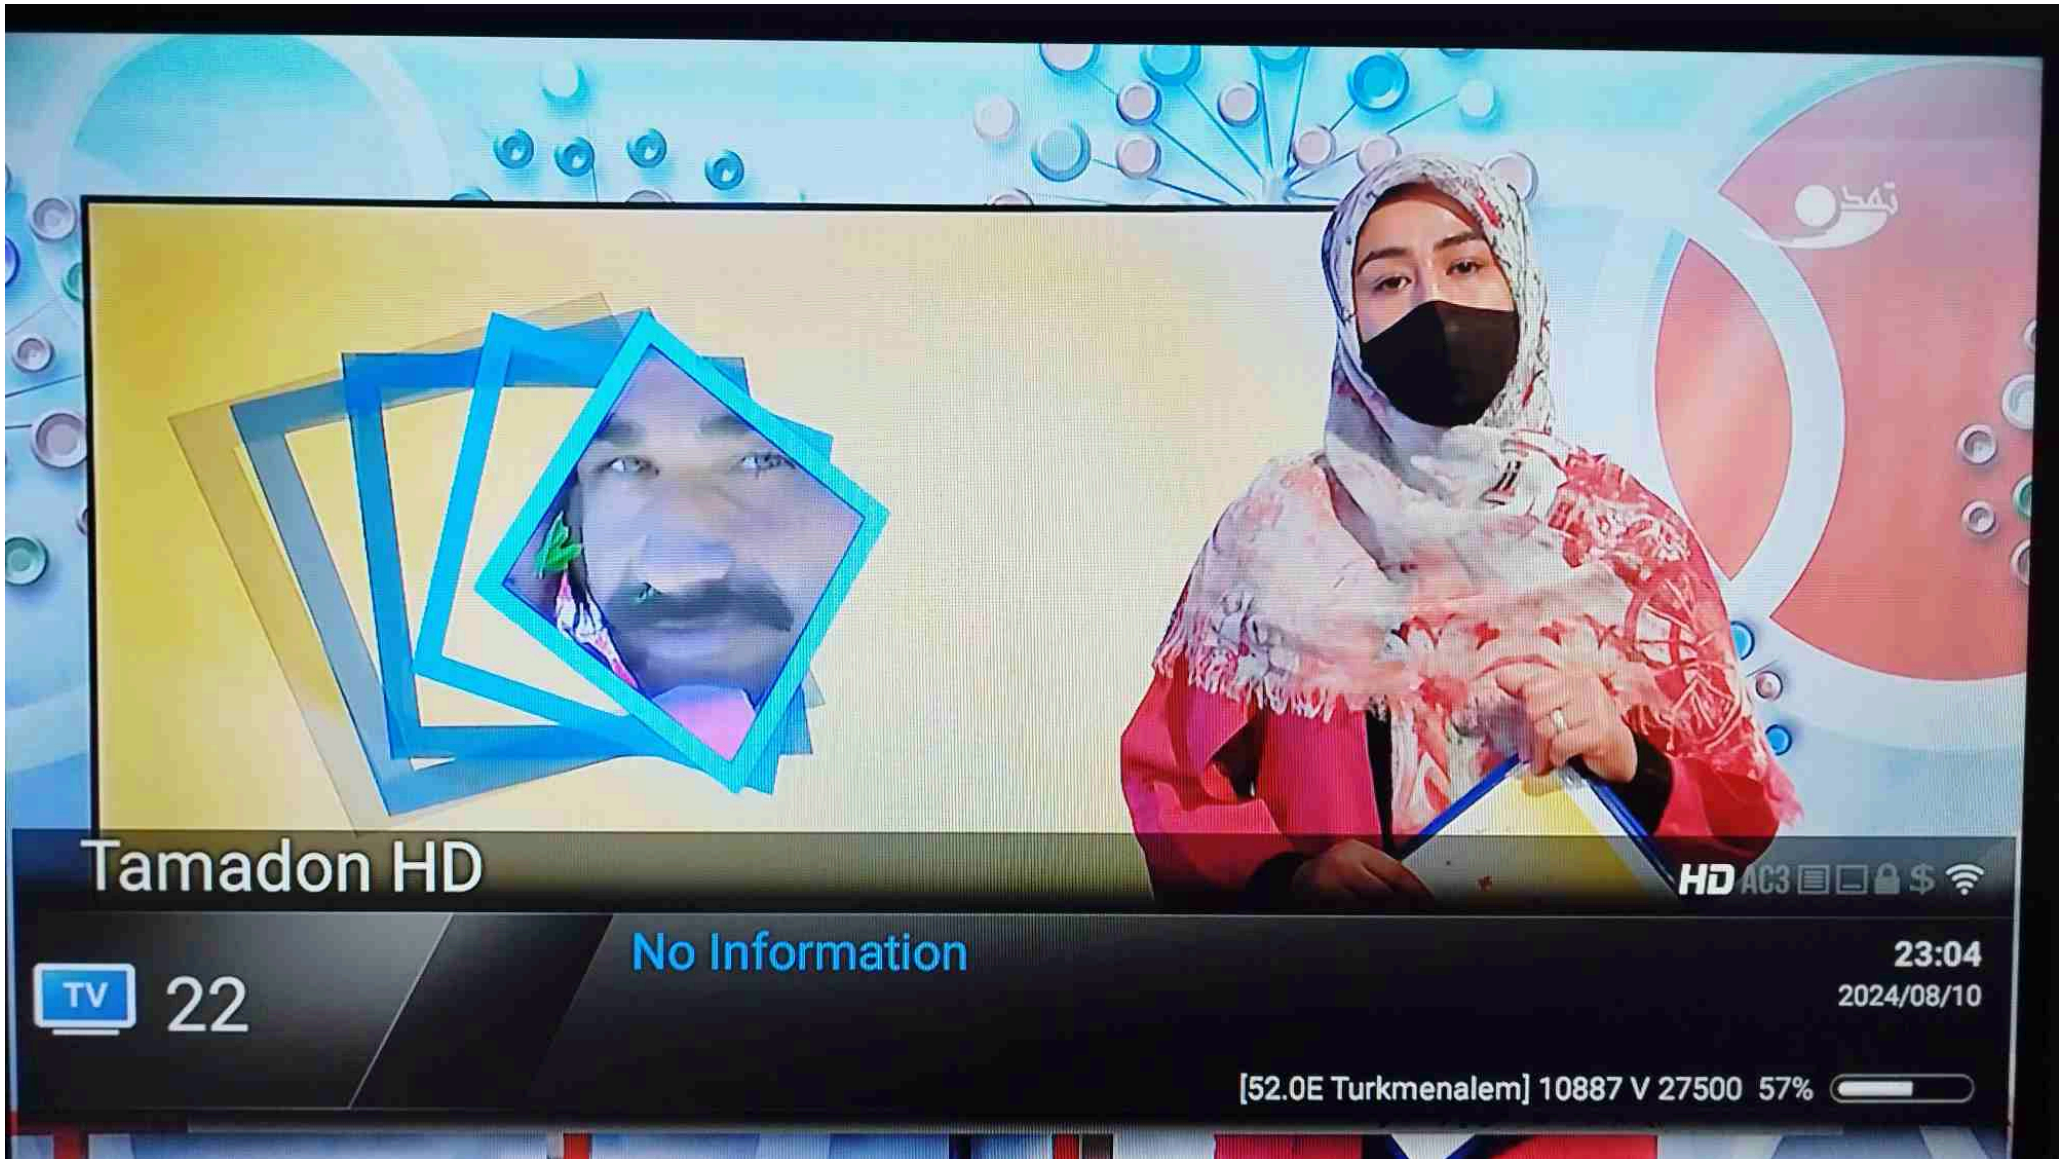 تمدن
Tamadon HD
HD AC3 $
TV 22
No Information
23:04
2024/08/10
[52.0E Turkmenalem] 10887 V 27500 57%